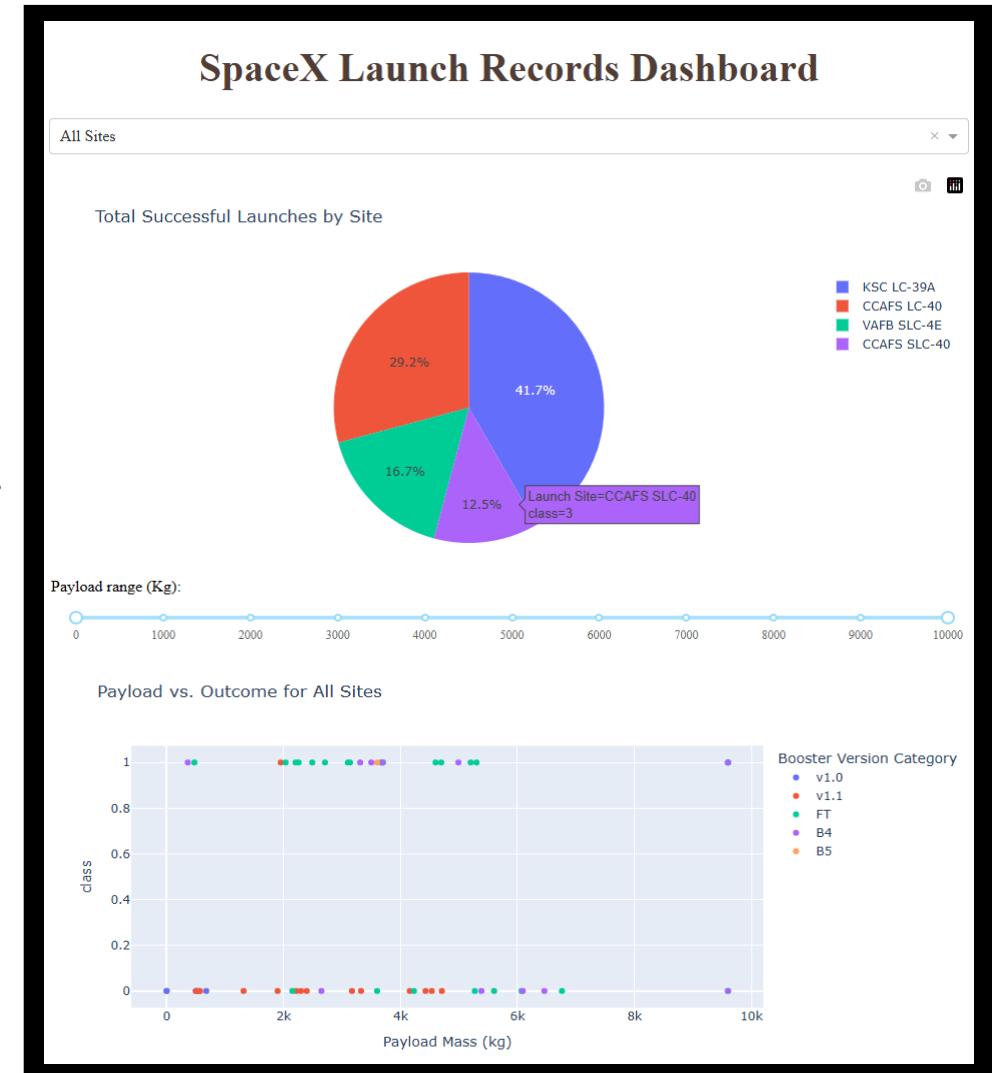 SpaceX Launch Records Dashboard
All Sites
Total Successful Launches by Site
KSC LC-39A
CCAFS LC-40
VAFB SLC-4E
CCAFS SLC-40
29.2%
41.7%
16.7%
12.5%
Launch Site=CCAFS SLC-40
class=3
Payload range (Kg):
0 1000 2000 3000 4000 5000 6000 7000 8000 9000 10000
Payload vs. Outcome for All Sites
Booster Version Category
v1.0
v1.1
FT
B4
B5
class
1
0.8
0.6
0.4
0.2
0
0 2k 4k 6k 8k 10k
Payload Mass (kg)